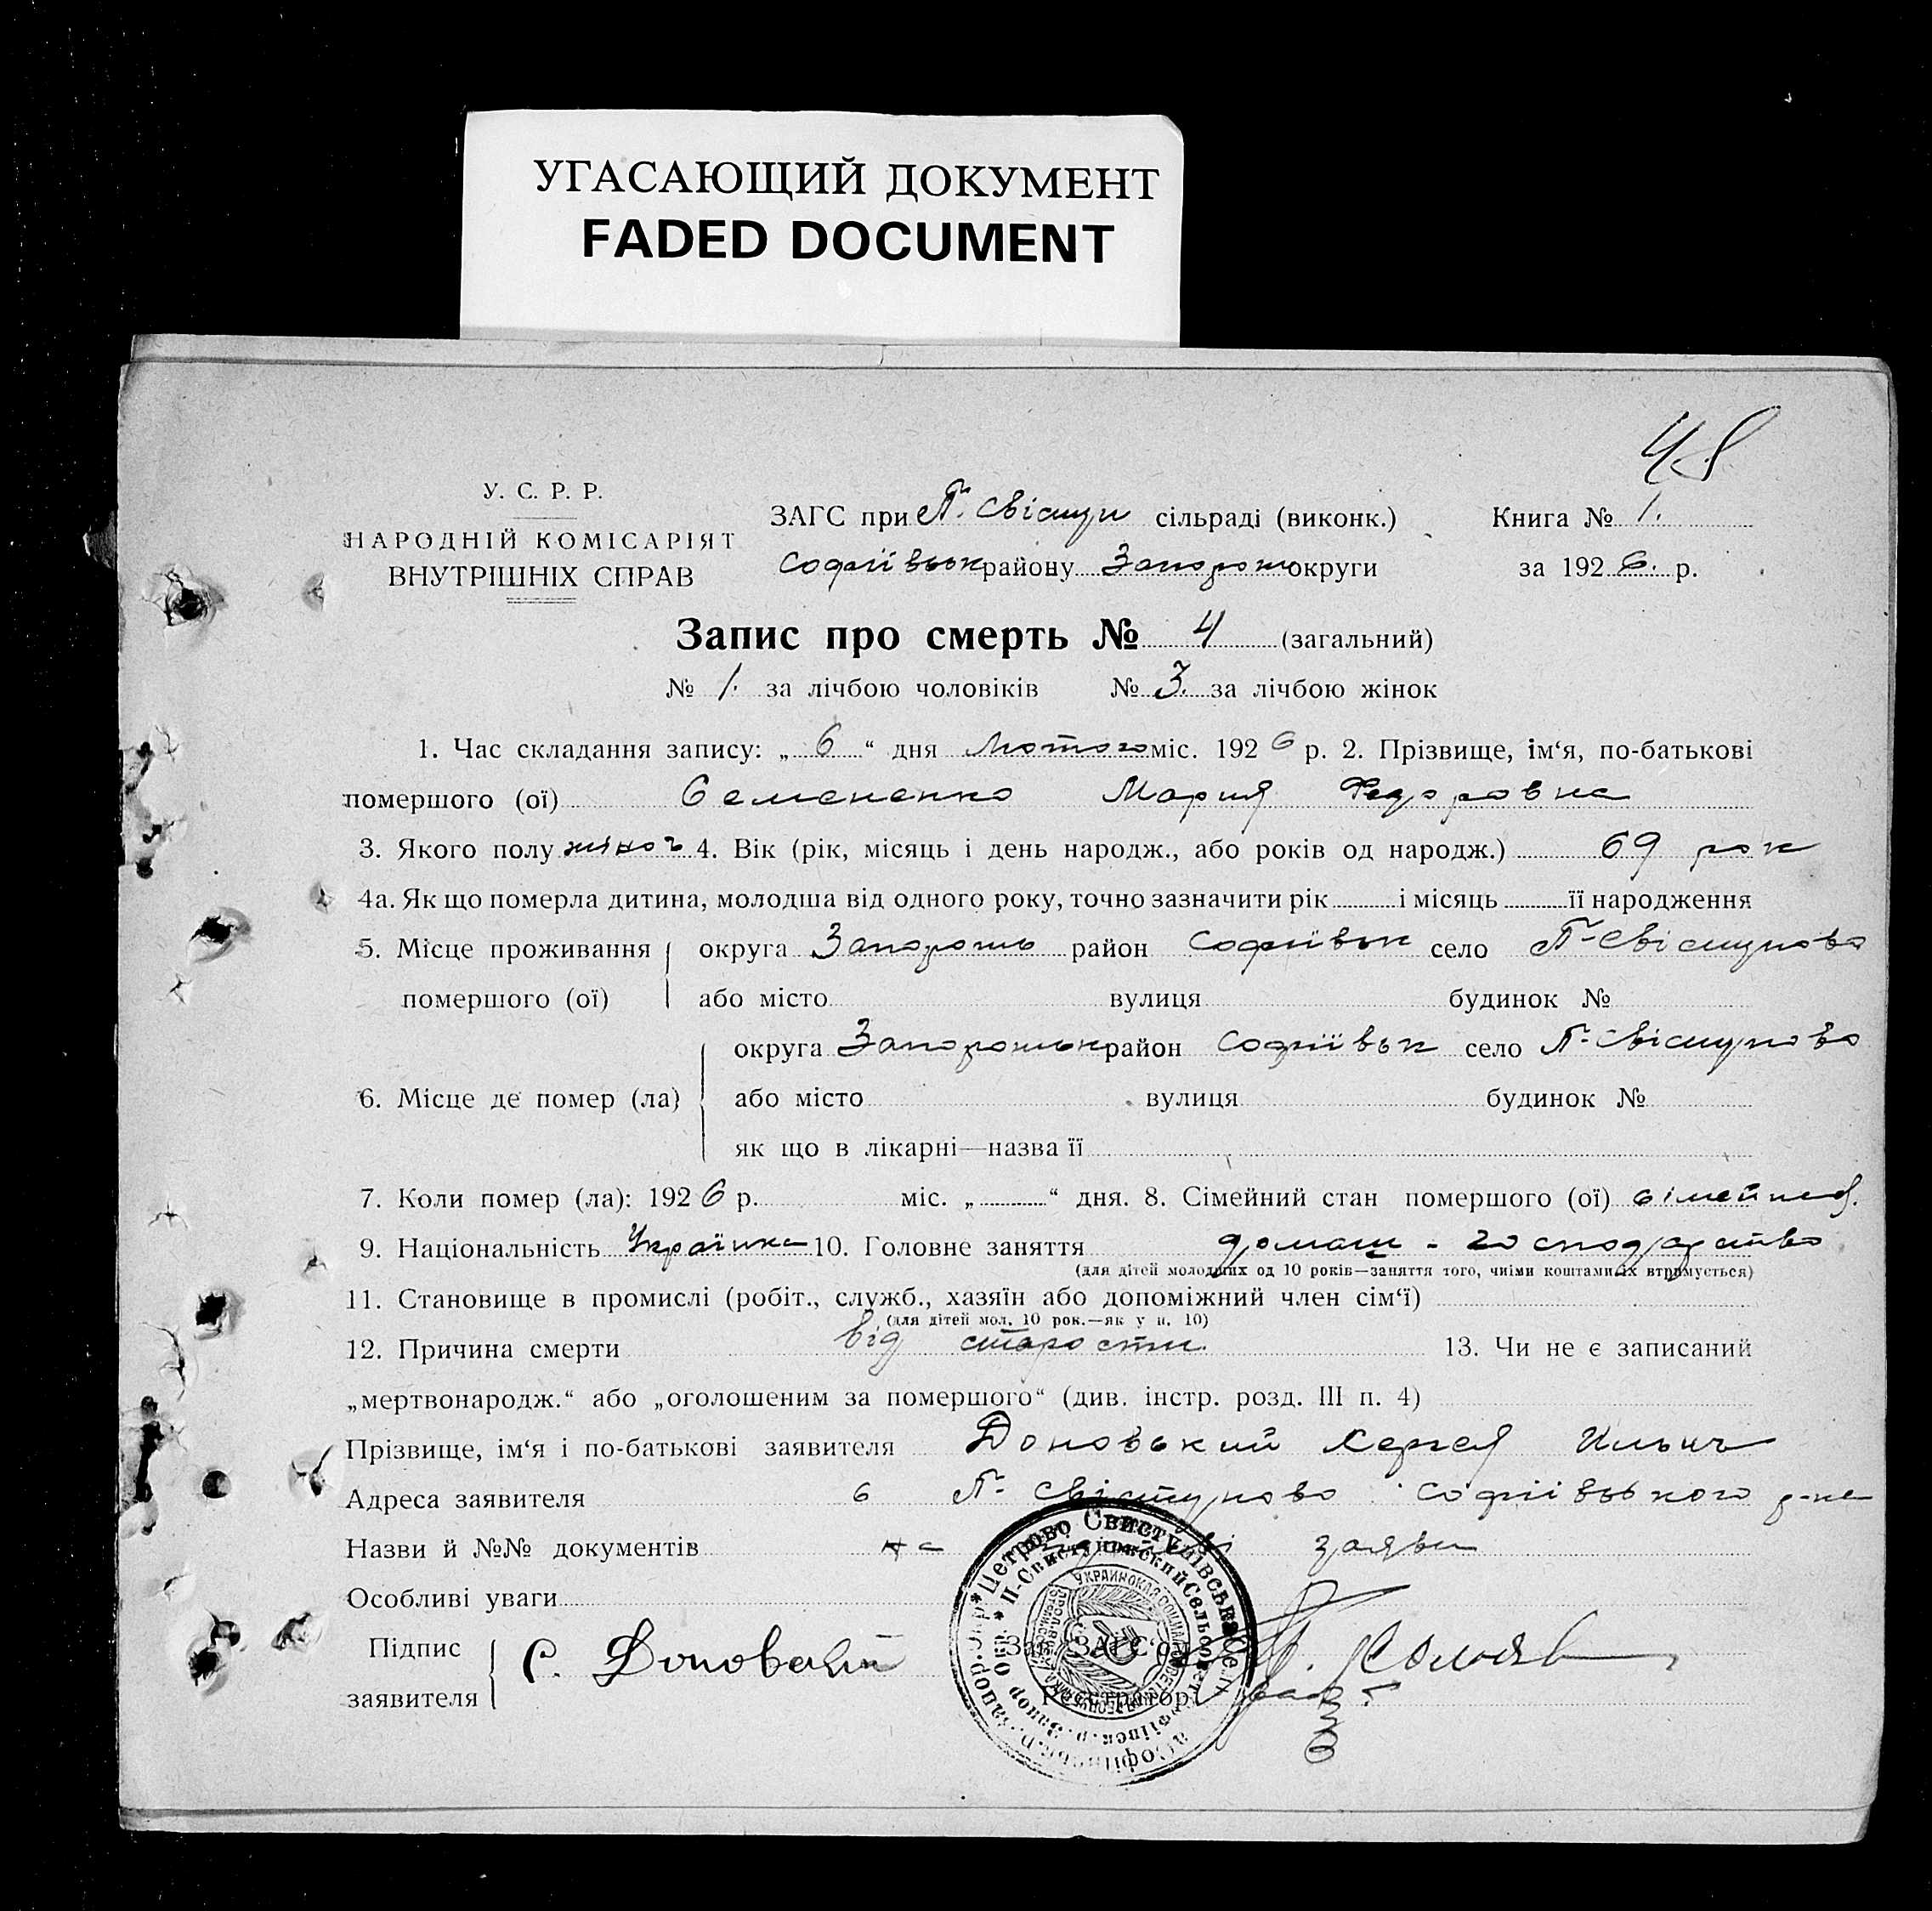 УГАСАЮЩИЙ ДОКУМЕНТ
FADED DOCUMENT
48
У. С. Р. Р.
НАРОДНІЙ КОМІСАРІЯТ
ВНУТРІШНІХ СПРАВ
ЗАГС при П. Свістун сільраді (виконк.)
Софіївськ району Запорож округи
Книга № 1.
за 1926. р.
Запис про смерть № 4 (загальний)
№ 1. за лічбою чоловіків № 3. за лічбою жінок
1. Час складання запису: „ 6 “ дня Лютого міс. 1926 р. 2. Прізвище, ім‘я, по-батькові
помершого (ої) Семененко Мария Федоровна
3. Якого полу жіноч 4. Вік (рік, місяць і день народж., або років од народж.) 69 рок
4а. Як що померла дитина, молодша від одного року, точно зазначити рік і місяць її народження
5. Місце проживання помершого (ої) округа Запорожь район Софіївськ село П-Свістуново
або місто вулиця будинок №
6. Місце де помер (ла) округа Запорожськ район Софіївськ село П-Свістуново
або місто вулиця будинок №
як що в лікарні—назва її
7. Коли помер (ла): 1926 р. міс. „ “ дня. 8. Сімейний стан помершого (ої)
9. Національність Українка 10. Головне заняття домаш - господарство
(для дітей молодших од 10 років—заняття того, чиїми коштами їх втримується)
11. Становище в промислі (робіт., служб., хазяїн або допоміжний член сім‘ї)
(для дітей мол. 10 рок.—як у п. 10)
12. Причина смерти від старости. 13. Чи не є записаний
„мертвонародж.“ або „оголошеним за помершого“ (див. інстр. розд. III п. 4)
Прізвище, ім‘я і по-батькові заявителя Доновський Ильич
Адреса заявителя с П-Свістуново Софіївського р-на
Назви й №№ документів на заяви
Особливі уваги
Підпис заявителя С. Доновский
Зав. ЗАГС‘ом
Реєстратор
Петрово Свистунівська
П-Свистуновский Сельсовет